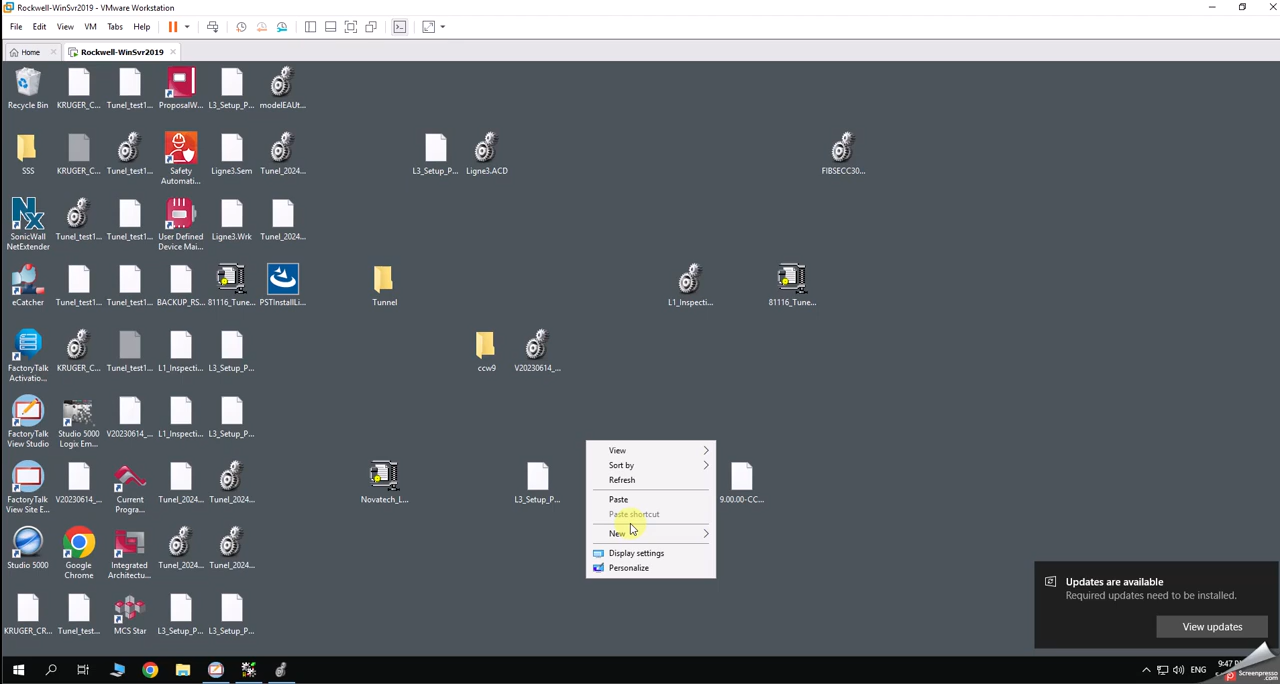 Rockwell-WinSvr2019 - VMware Workstation
File Edit View VM Tabs Help
Home Rockwell-WinSvr2019
Recycle Bin KRUGER_C... Tunel_test1... ProposalW... L3_Setup_P... modelEAUt...
SSS KRUGER_C... Tunel_test1... Safety Automati... Ligne3.Sem Tunel_2024... L3_Setup_P... Ligne3.ACD FIBSECC30...
SonicWall NetExtender Tunel_test1... Tunel_test1... User Defined Device Mai... Ligne3.Wrk Tunel_2024...
eCatcher Tunel_test1... Tunel_test1... BACKUP_RS... 81116_Tune... PSTInstallLi... Tunnel L1_Inspecti... 81116_Tune...
FactoryTalk Activatio... KRUGER_C... Tunel_test1... L1_Inspecti... L3_Setup_P... ccw9 V20230614_...
FactoryTalk View Studio Studio 5000 Logix Em... V20230614_... L1_Inspecti... L3_Setup_P...
FactoryTalk View Site E... V20230614_... Current Progra... Tunel_2024... Tunel_2024... Novatech_L... L3_Setup_P... 9.00.00-CC...
Studio 5000 Google Chrome Integrated Architectu... Tunel_2024... Tunel_2024...
KRUGER_CR... Tunel_test... MCS Star L3_Setup_P... L3_Setup_P...
View
Sort by
Refresh
Paste
Paste shortcut
New
Display settings
Personalize
Updates are available
Required updates need to be installed.
View updates
ENG
9:47
Screenpresso
.com